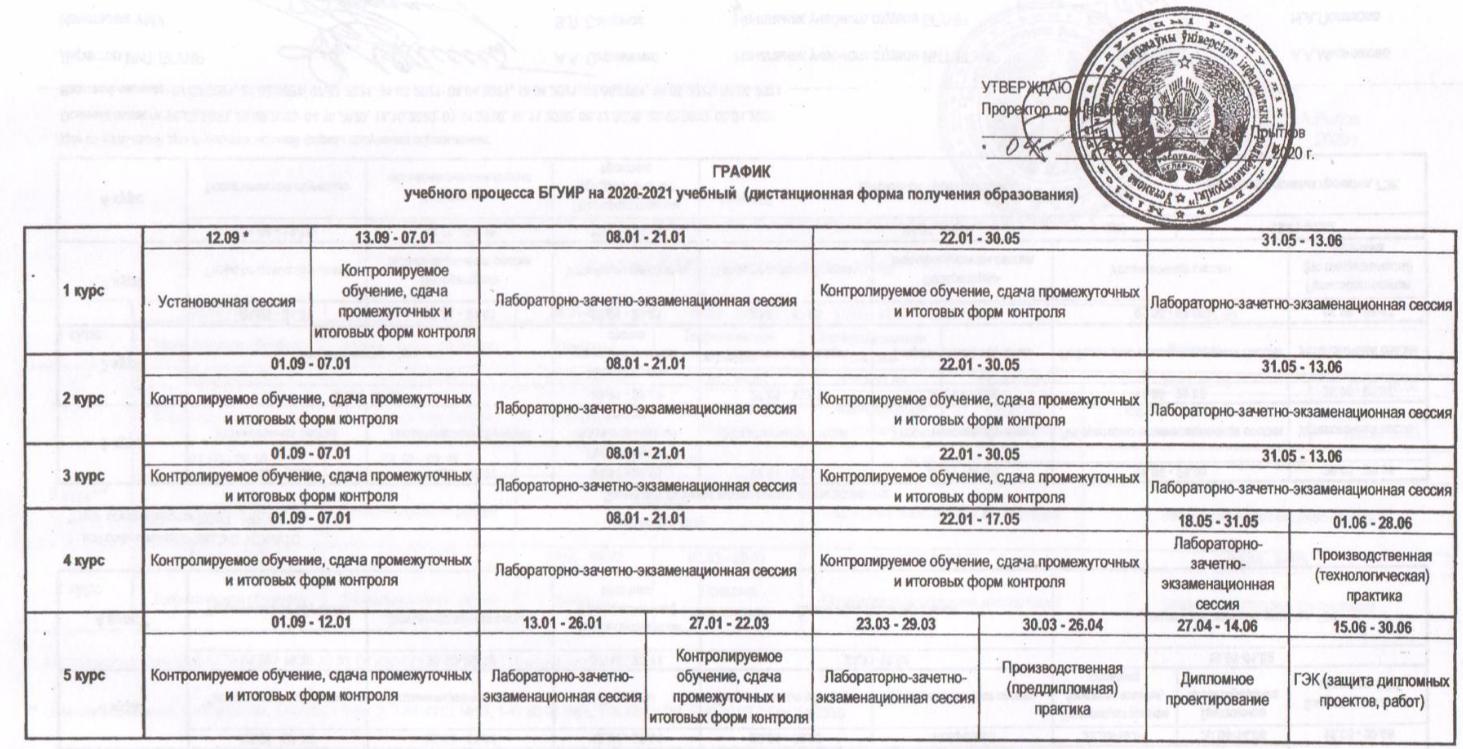 УТВЕРЖДАЮ
Проректор по
Прытков
2020 г.
ГРАФИК
учебного процесса БГУИР на 2020-2021 учебный (дистанционная форма получения образования)
12.09 * 13.09 - 07.01 08.01 - 21.01 22.01 - 30.05 31.05 - 13.06
1 курс
Установочная сессия
Контролируемое
обучение, сдача
промежуточных и
итоговых форм контроля
Лабораторно-зачетно-экзаменационная сессия
Контролируемое обучение, сдача промежуточных
и итоговых форм контроля
Лабораторно-зачетно-экзаменационная сессия
01.09 - 07.01 08.01 - 21.01 22.01 - 30.05 31.05 - 13.06
2 курс
Контролируемое обучение, сдача промежуточных
и итоговых форм контроля
Лабораторно-зачетно-экзаменационная сессия
Контролируемое обучение, сдача промежуточных
и итоговых форм контроля
Лабораторно-зачетно-экзаменационная сессия
01.09 - 07.01 08.01 - 21.01 22.01 - 30.05 31.05 - 13.06
3 курс
Контролируемое обучение, сдача промежуточных
и итоговых форм контроля
Лабораторно-зачетно-экзаменационная сессия
Контролируемое обучение, сдача промежуточных
и итоговых форм контроля
Лабораторно-зачетно-экзаменационная сессия
01.09 - 07.01 08.01 - 21.01 22.01 - 17.05 18.05 - 31.05 01.06 - 28.06
4 курс
Контролируемое обучение, сдача промежуточных
и итоговых форм контроля
Лабораторно-зачетно-экзаменационная сессия
Контролируемое обучение, сдача промежуточных
и итоговых форм контроля
Лабораторно-
зачетно-
экзаменационная
сессия
Производственная
(технологическая)
практика
01.09 - 12.01 13.01 - 26.01 27.01 - 22.03 23.03 - 29.03 30.03 - 26.04 27.04 - 14.06 15.06 - 30.06
5 курс
Контролируемое обучение, сдача промежуточных
и итоговых форм контроля
Лабораторно-зачетно-
экзаменационная сессия
Контролируемое
обучение, сдача
промежуточных и
итоговых форм контроля
Лабораторно-зачетно-
экзаменационная сессия
Производственная
(преддипломная)
практика
Дипломное
проектирование
ГЭК (защита дипломных
проектов, работ)